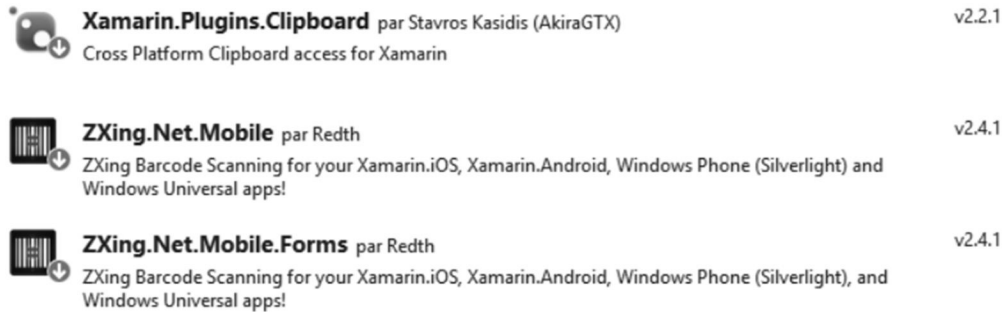 Xamarin.Plugins.Clipboard par Stavros Kasidis (AkiraGTX) v2.2.1
Cross Platform Clipboard access for Xamarin
ZXing.Net.Mobile par Redth v2.4.1
ZXing Barcode Scanning for your Xamarin.iOS, Xamarin.Android, Windows Phone (Silverlight) and
Windows Universal apps!
ZXing.Net.Mobile.Forms par Redth v2.4.1
ZXing Barcode Scanning for your Xamarin.iOS, Xamarin.Android, Windows Phone (Silverlight), and
Windows Universal apps!